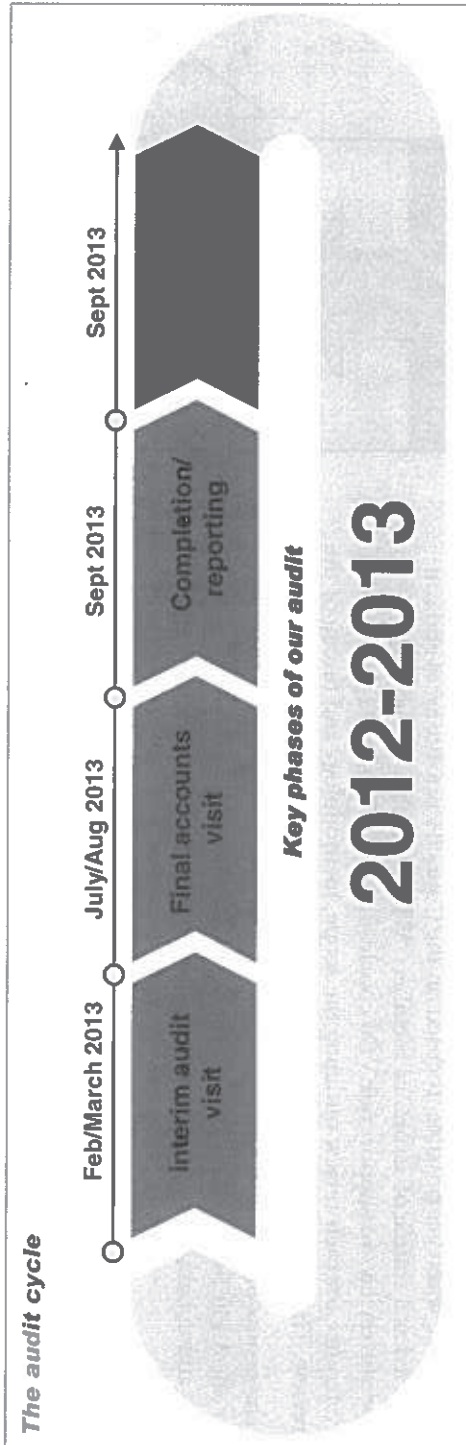 The audit cycle
Feb/March 2013
July/Aug 2013
Sept 2013
Sept 2013
Interim audit
visit
Final accounts
visit
Completion/
reporting
Key phases of our audit
2012-2013